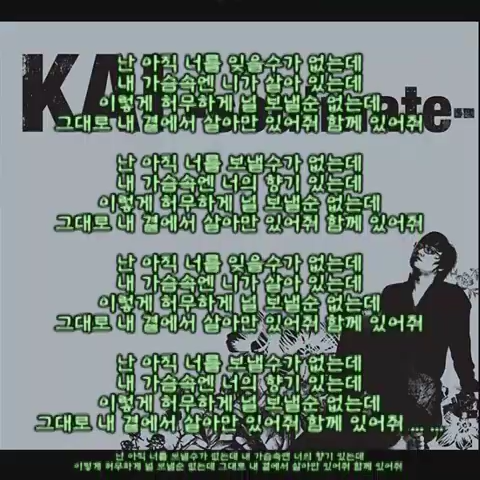 난 아직 너를 잊을수가 없는데
내 가슴속엔 니가 살아 있는데
이렇게 허무하게 널 보낼순 없는데
그대로 내 곁에서 살아만 있어줘 함께 있어줘
난 아직 너를 보낼수가 없는데
내 가슴속엔 너의 향기 있는데
이렇게 허무하게 널 보낼순 없는데
그대로 내 곁에서 살아만 있어줘 함께 있어줘
난 아직 너를 잊을수가 없는데
내 가슴속엔 니가 살아 있는데
이렇게 허무하게 널 보낼순 없는데
그대로 내 곁에서 살아만 있어줘 함께 있어줘
난 아직 너를 보낼수가 없는데
내 가슴속엔 너의 향기 있는데
이렇게 허무하게 널 보낼순 없는데
그대로 내 곁에서 살아만 있어줘 함께 있어줘 ... ...
난 아직 너를 보낼수가 없는데 내 가슴속엔 너의 향기 있는데
이렇게 허무하게 널 보낼순 없는데 그대로 내 곁에서 살아만 있어줘 함께 있어줘